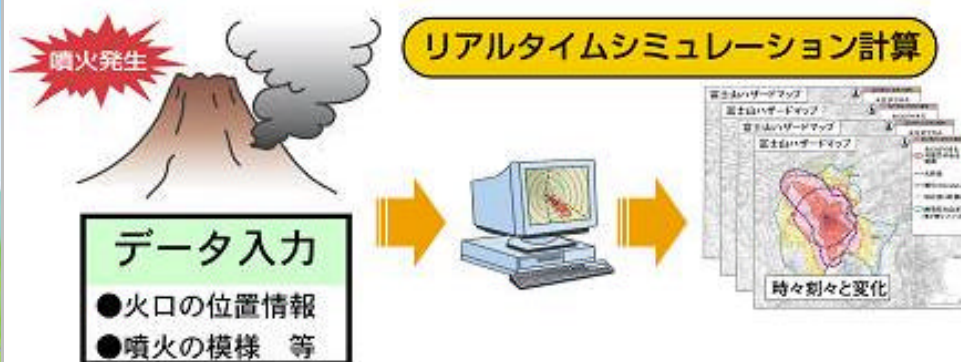 噴火発生
リアルタイムシミュレーション計算
富士山ハザードマップ
富士山ハザードマップ
富士山ハザードマップ
富士山ハザードマップ
データ入力
●火口の位置情報
●噴火の模様 等
時々刻々と変化